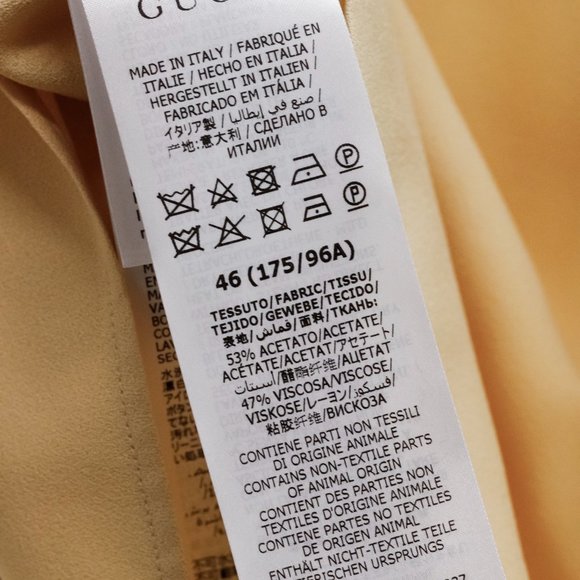 GUC
MADE IN ITALY / FABRIQUÉ EN
ITALIE / HECHO EN ITALIA /
HERGESTELLT IN ITALIEN /
FABRICADO EM ITÁLIA /
صنع في إيطاليا /
イタリア製 /
产地:意大利 / СДЕЛАНО В
ИТАЛИИ
P
P
46 (175/96A)
TESSUTO/FABRIC/TISSU/
TEJIDO/GEWEBE/TECIDO/
表地/قماش/面料/ТКАНЬ:
53% ACETATO/ACETATE/
ACÉTATE/ACETAT/アセテート/
أسيتات/醋酯纤维/АЦЕТАТ
47% VISCOSA/VISCOSE/
VISKOSE/レーヨン/فسكوز/
粘胶纤维/ВИСКОЗА
CONTIENE PARTI NON TESSILI
DI ORIGINE ANIMALE
CONTAINS NON-TEXTILE PARTS
OF ANIMAL ORIGIN
CONTIENT DES PARTIES NON
TEXTILES D'ORIGINE ANIMALE
CONTIENE PARTES NO TEXTILES
DE ORIGEN ANIMAL
ENTHÄLT NICHT-TEXTILE TEILE
TIERISCHEN URSPRUNGS